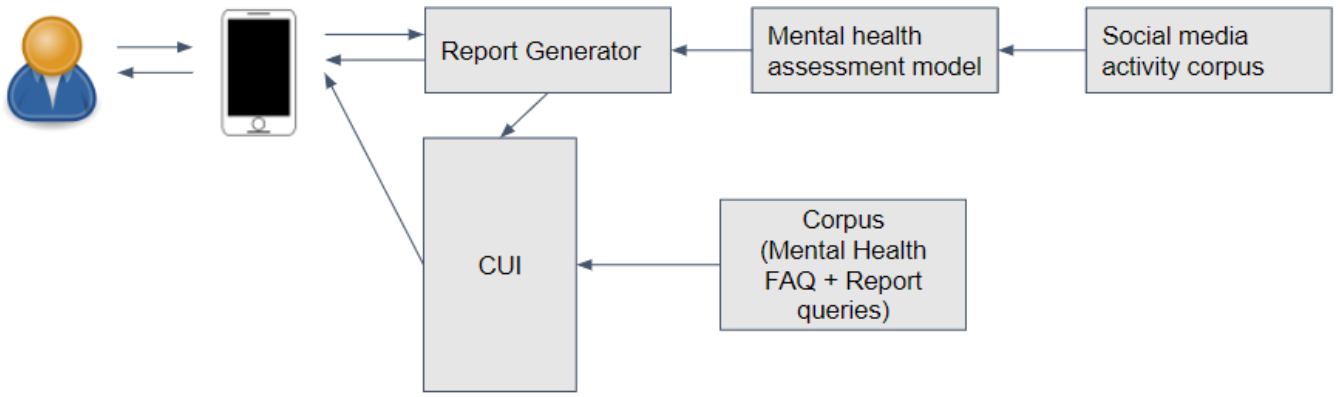 Report Generator
Mental health
assessment model
Social media
activity corpus
CUI
Corpus
(Mental Health
FAQ + Report
queries)